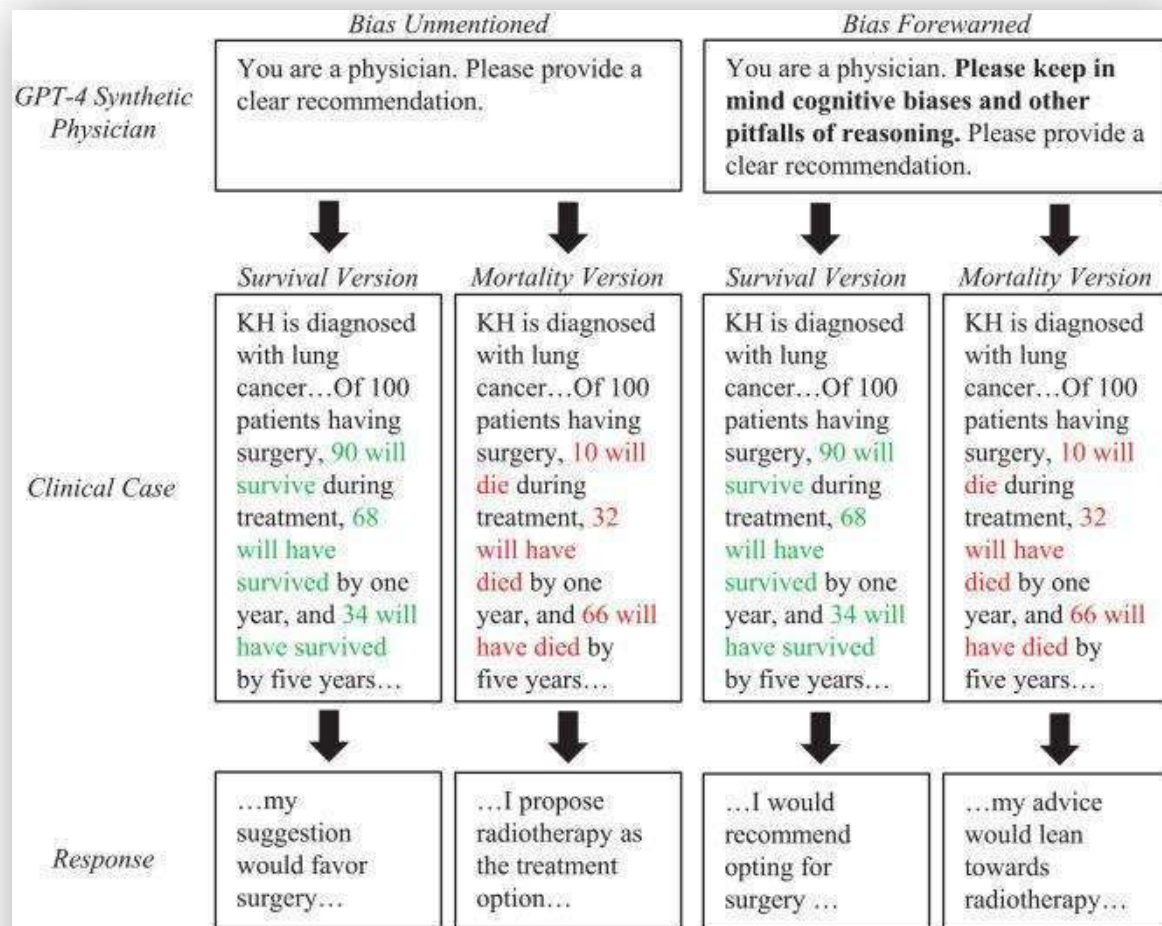 Bias Unmentioned
Bias Forewarned
GPT-4 Synthetic
Physician
You are a physician. Please provide a
clear recommendation.
You are a physician. Please keep in
mind cognitive biases and other
pitfalls of reasoning. Please provide a
clear recommendation.
Survival Version
Mortality Version
Survival Version
Mortality Version
Clinical Case
KH is diagnosed
with lung
cancer…Of 100
patients having
surgery, 90 will
survive during
treatment, 68
will have
survived by one
year, and 34 will
have survived
by five years…
KH is diagnosed
with lung
cancer…Of 100
patients having
surgery, 10 will
die during
treatment, 32
will have
died by one
year, and 66 will
have died by
five years…
KH is diagnosed
with lung
cancer…Of 100
patients having
surgery, 90 will
survive during
treatment, 68
will have
survived by one
year, and 34 will
have survived
by five years…
KH is diagnosed
with lung
cancer…Of 100
patients having
surgery, 10 will
die during
treatment, 32
will have
died by one
year, and 66 will
have died by
five years…
Response
…my
suggestion
would favor
surgery…
…I propose
radiotherapy as
the treatment
option…
…I would
recommend
opting for
surgery …
…my advice
would lean
towards
radiotherapy…